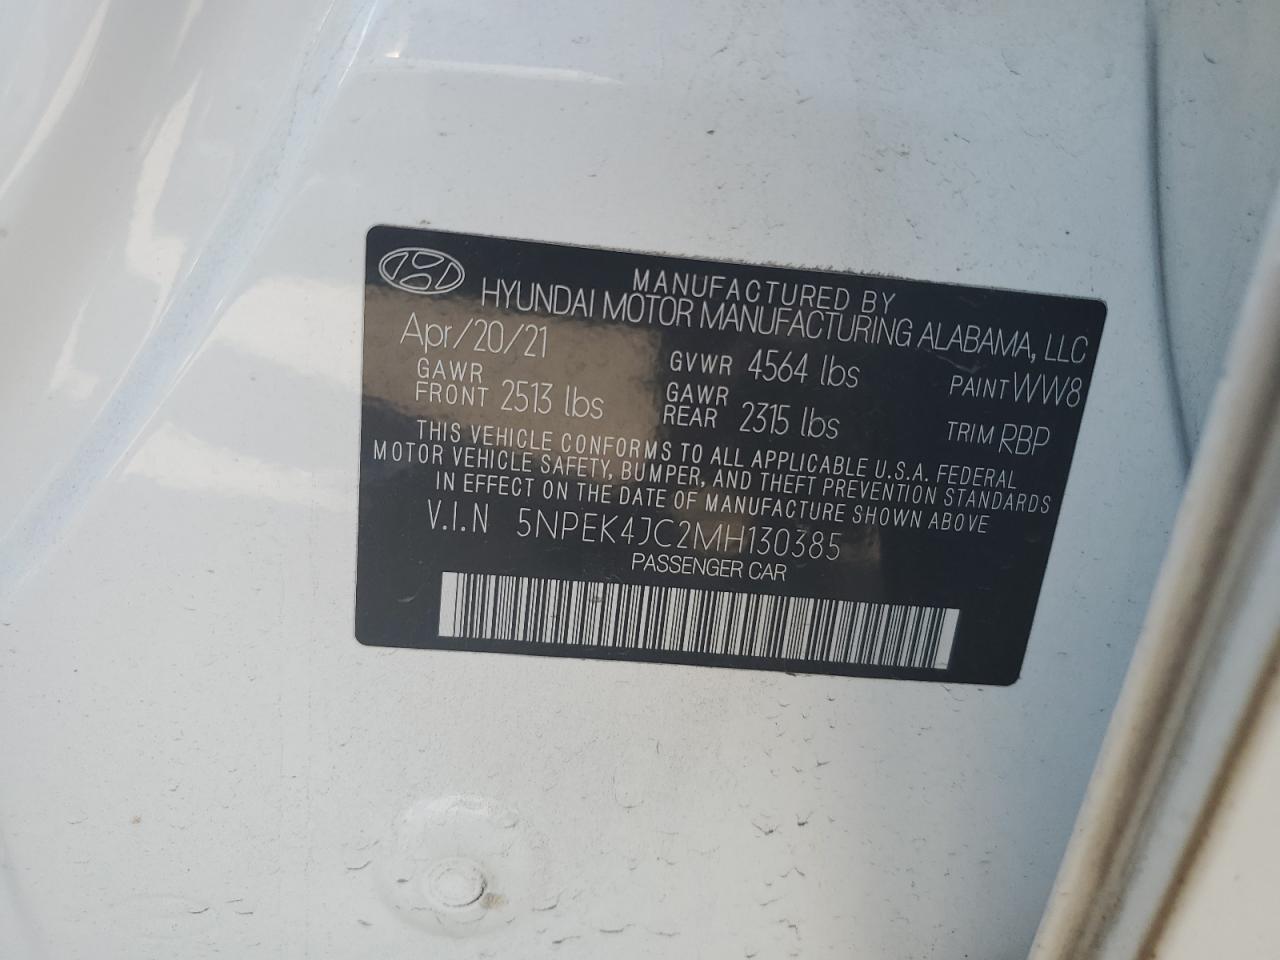 MANUFACTURED BY
HYUNDAI MOTOR MANUFACTURING ALABAMA, LLC
Apr/20/21 GVWR 4564 lbs PAINT WW8
GAWR FRONT 2513 lbs GAWR REAR 2315 lbs TRIM RBP
THIS VEHICLE CONFORMS TO ALL APPLICABLE U.S.A. FEDERAL
MOTOR VEHICLE SAFETY, BUMPER, AND THEFT PREVENTION STANDARDS
IN EFFECT ON THE DATE OF MANUFACTURE SHOWN ABOVE
V.I.N 5NPEK4JC2MH130385
PASSENGER CAR